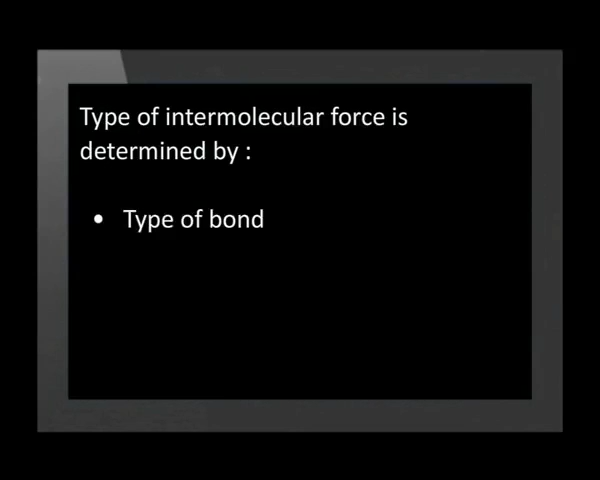 Type of intermolecular force is
determined by :
• Type of bond